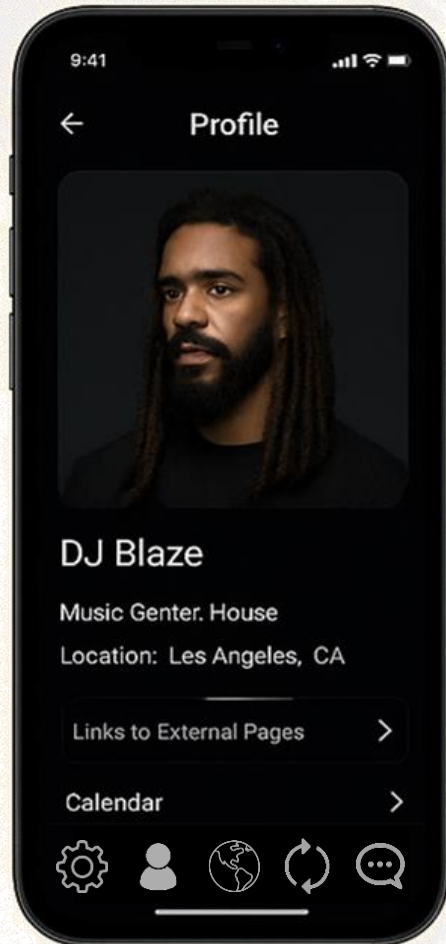 9:41
Profile
DJ Blaze
Music Genter. House
Location: Les Angeles, CA
Links to External Pages
Calendar